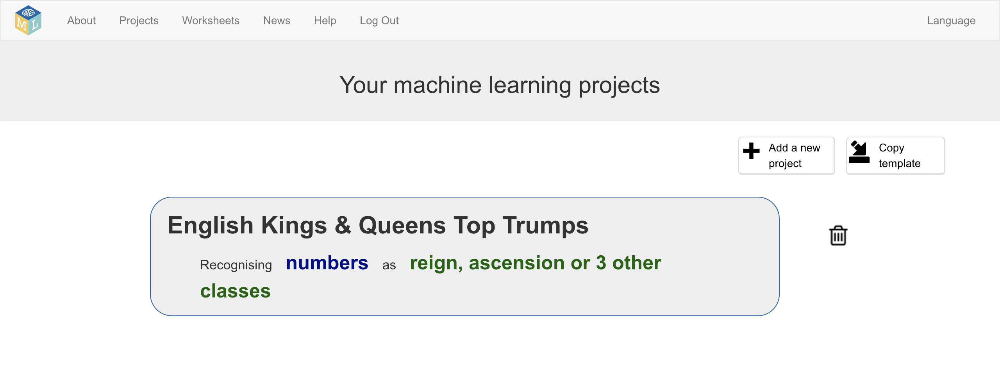 M L
About Projects Worksheets News Help Log Out Language
Your machine learning projects
Add a new
project
Copy
template
English Kings & Queens Top Trumps
Recognising numbers as reign, ascension or 3 other
classes